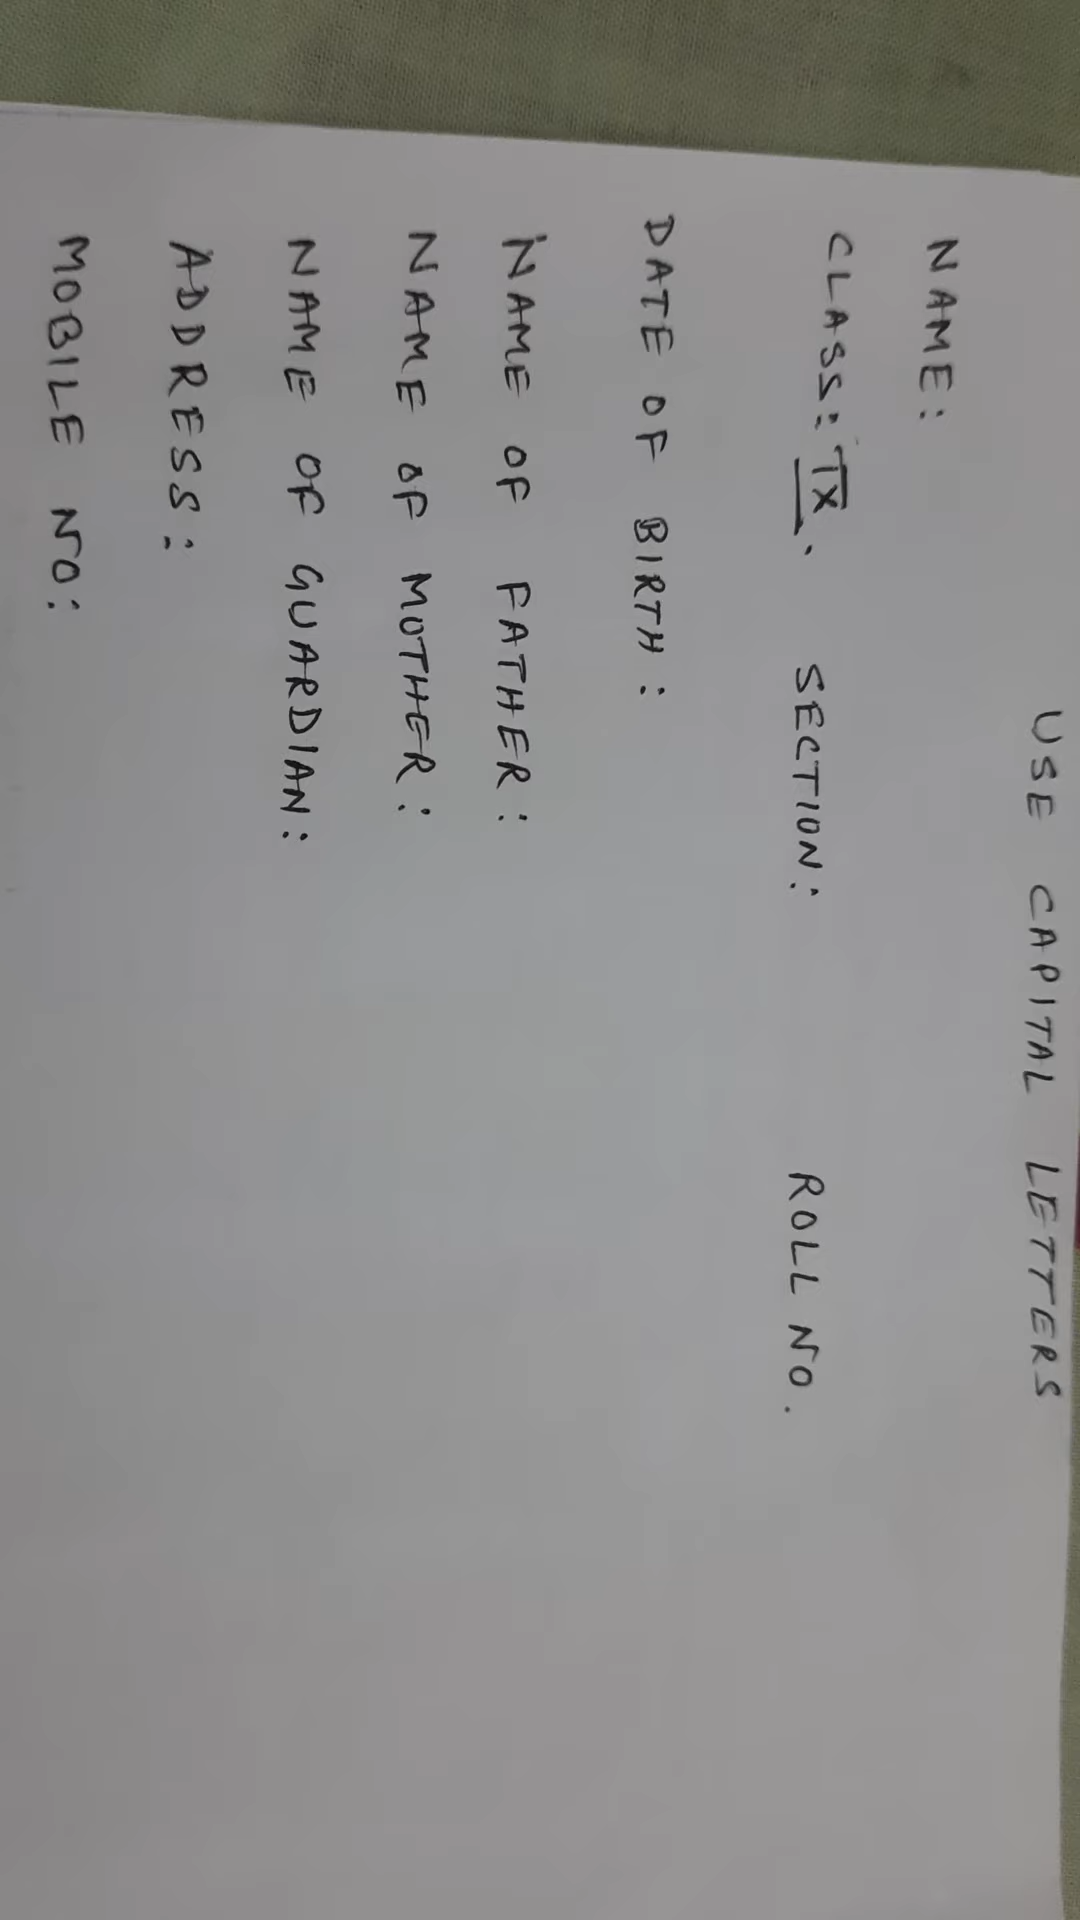 USE CAPITAL LETTERS
NAME:
CLASS: IX. SECTION: ROLL NO.
DATE OF BIRTH:
NAME OF FATHER:
NAME OF MOTHER:
NAME OF GUARDIAN:
ADDRESS:
MOBILE NO: